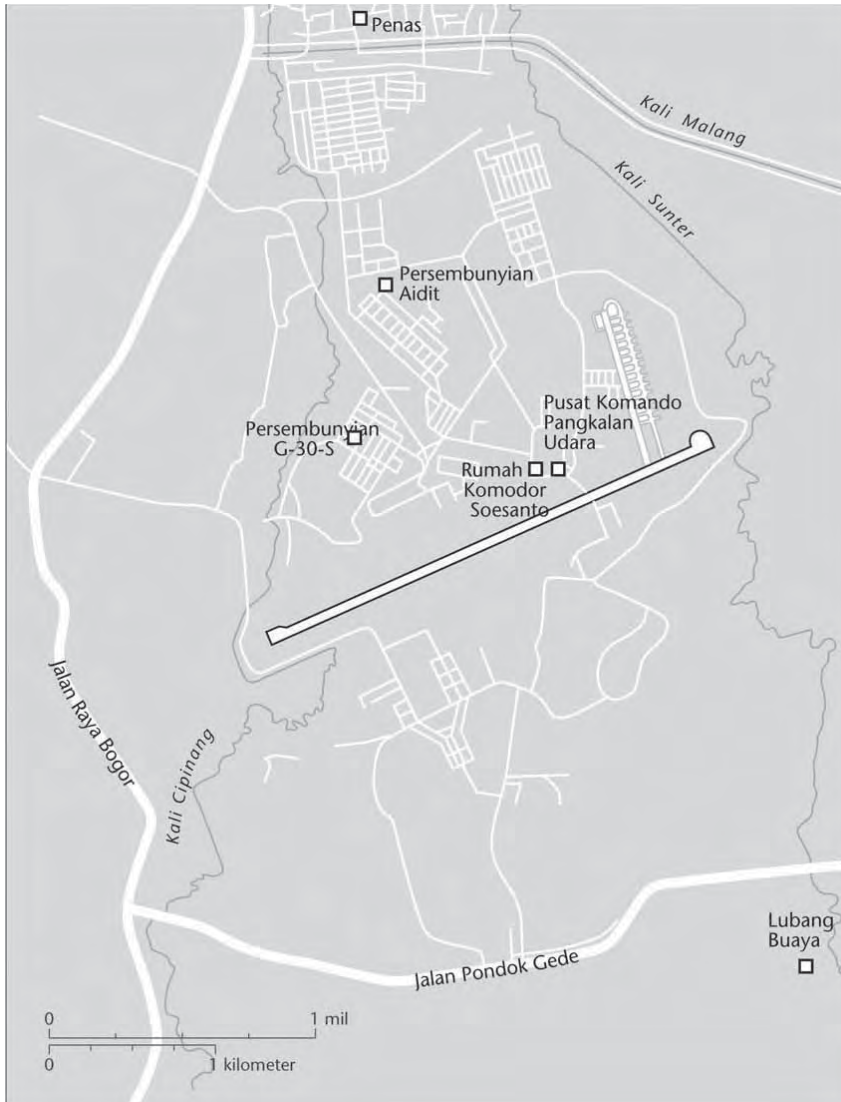 Penas
Kali Malang
Kali Sunter
Persembunyian
Aidit
Pusat Komando
Pangkalan
Udara
Persembunyian
G-30-S
Rumah
Komodor
Soesanto
Jalan Raya Bogor
Kali Cipinang
Lubang
Buaya
Jalan Pondok Gede
0
1 mil
0
1 kilometer